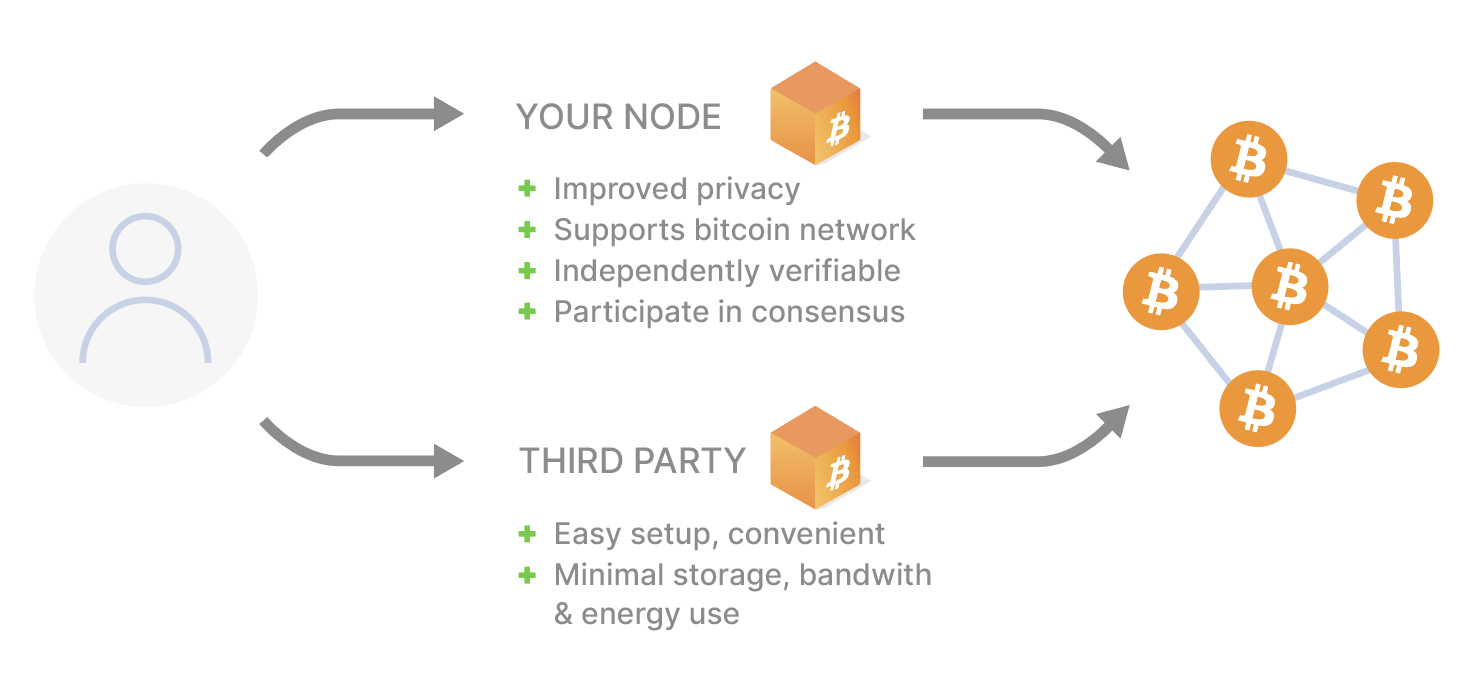 YOUR NODE
Improved privacy
Supports bitcoin network
Independently verifiable
Participate in consensus
THIRD PARTY
Easy setup, convenient
Minimal storage, bandwith
& energy use